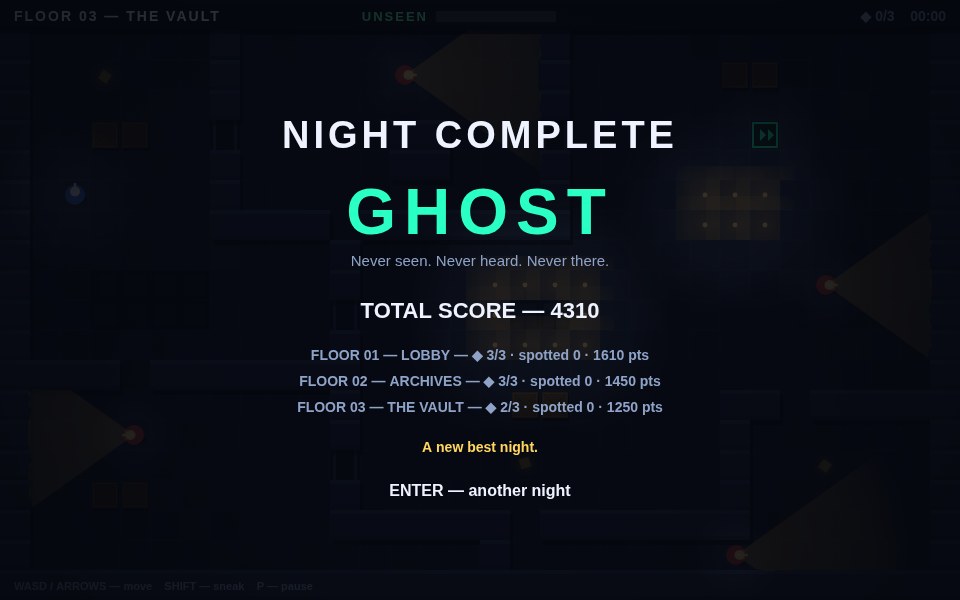 FLOOR 03 — THE VAULT UNSEEN ◆ 0/3 00:00
NIGHT COMPLETE
GHOST
Never seen. Never heard. Never there.
TOTAL SCORE — 4310
FLOOR 01 — LOBBY — ◆ 3/3 · spotted 0 · 1610 pts
FLOOR 02 — ARCHIVES — ◆ 3/3 · spotted 0 · 1450 pts
FLOOR 03 — THE VAULT — ◆ 2/3 · spotted 0 · 1250 pts
A new best night.
ENTER — another night
WASD / ARROWS — move SHIFT — sneak P — pause